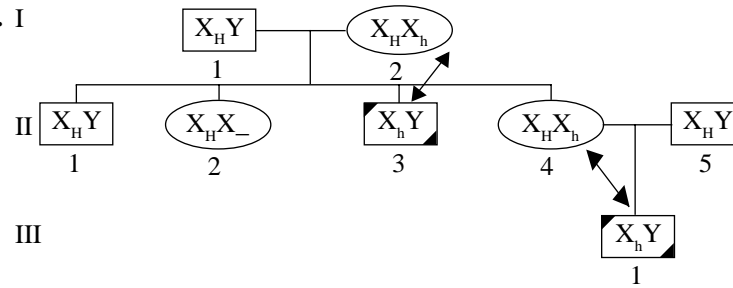 . I
X_HY X_HX_h
1 2
II X_HY X_HX_ X_hY X_HX_h X_HY
1 2 3 4 5
III X_hY
1